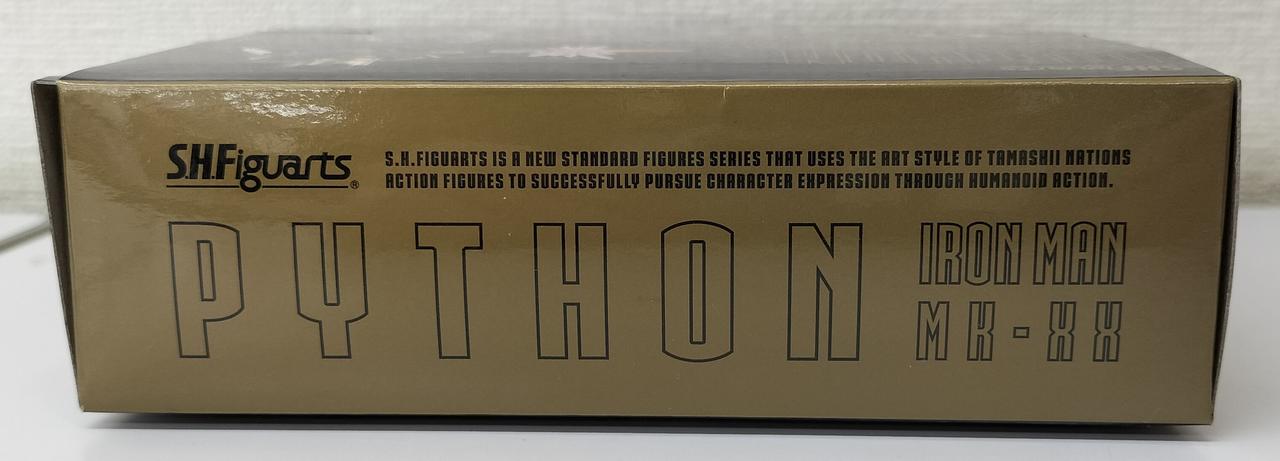 S.H.Figuarts®
S.H.FIGUARTS IS A NEW STANDARD FIGURES SERIES THAT USES THE ART STYLE OF TAMASHII NATIONS
ACTION FIGURES TO SUCCESSFULLY PURSUE CHARACTER EXPRESSION THROUGH HUMANOID ACTION.
PYTHON
IRON MAN
MK-XX